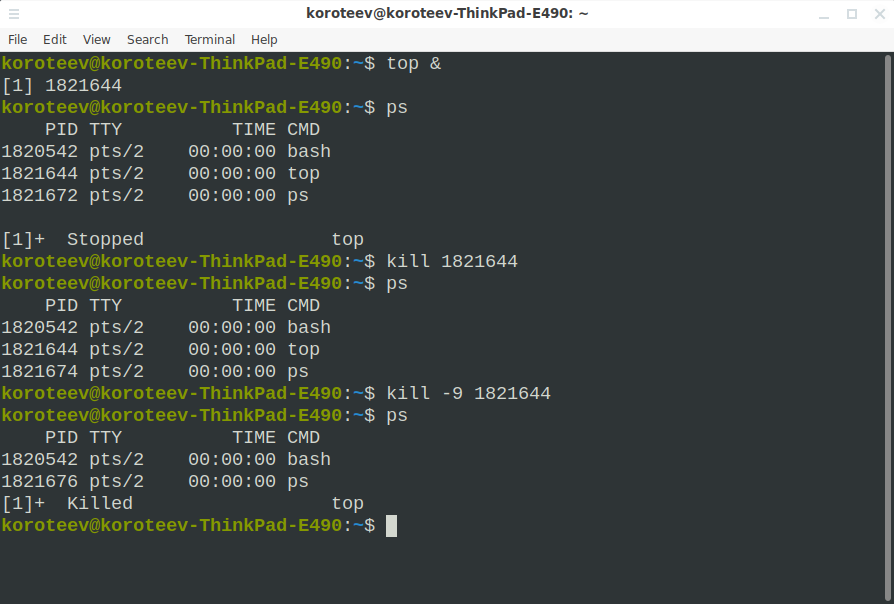 koroteev@koroteev-ThinkPad-E490: ~
File Edit View Search Terminal Help
koroteev@koroteev-ThinkPad-E490:~$ top &
[1] 1821644
koroteev@koroteev-ThinkPad-E490:~$ ps
    PID TTY          TIME CMD
1820542 pts/2    00:00:00 bash
1821644 pts/2    00:00:00 top
1821672 pts/2    00:00:00 ps

[1]+  Stopped                 top
koroteev@koroteev-ThinkPad-E490:~$ kill 1821644
koroteev@koroteev-ThinkPad-E490:~$ ps
    PID TTY          TIME CMD
1820542 pts/2    00:00:00 bash
1821644 pts/2    00:00:00 top
1821674 pts/2    00:00:00 ps
koroteev@koroteev-ThinkPad-E490:~$ kill -9 1821644
koroteev@koroteev-ThinkPad-E490:~$ ps
    PID TTY          TIME CMD
1820542 pts/2    00:00:00 bash
1821676 pts/2    00:00:00 ps
[1]+  Killed                  top
koroteev@koroteev-ThinkPad-E490:~$